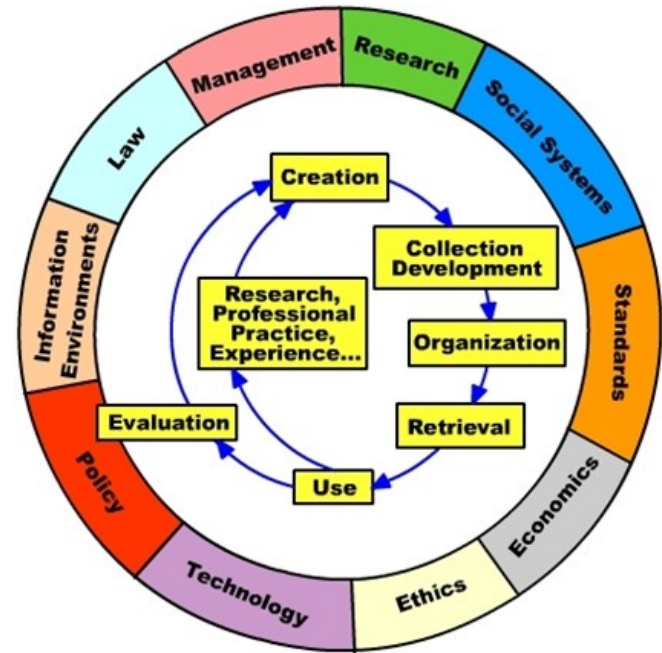 Management
Research
Social Systems
Standards
Economics
Ethics
Technology
Policy
Information
Environments
Law
Creation
Collection
Development
Organization
Retrieval
Use
Evaluation
Research,
Professional
Practice,
Experience...